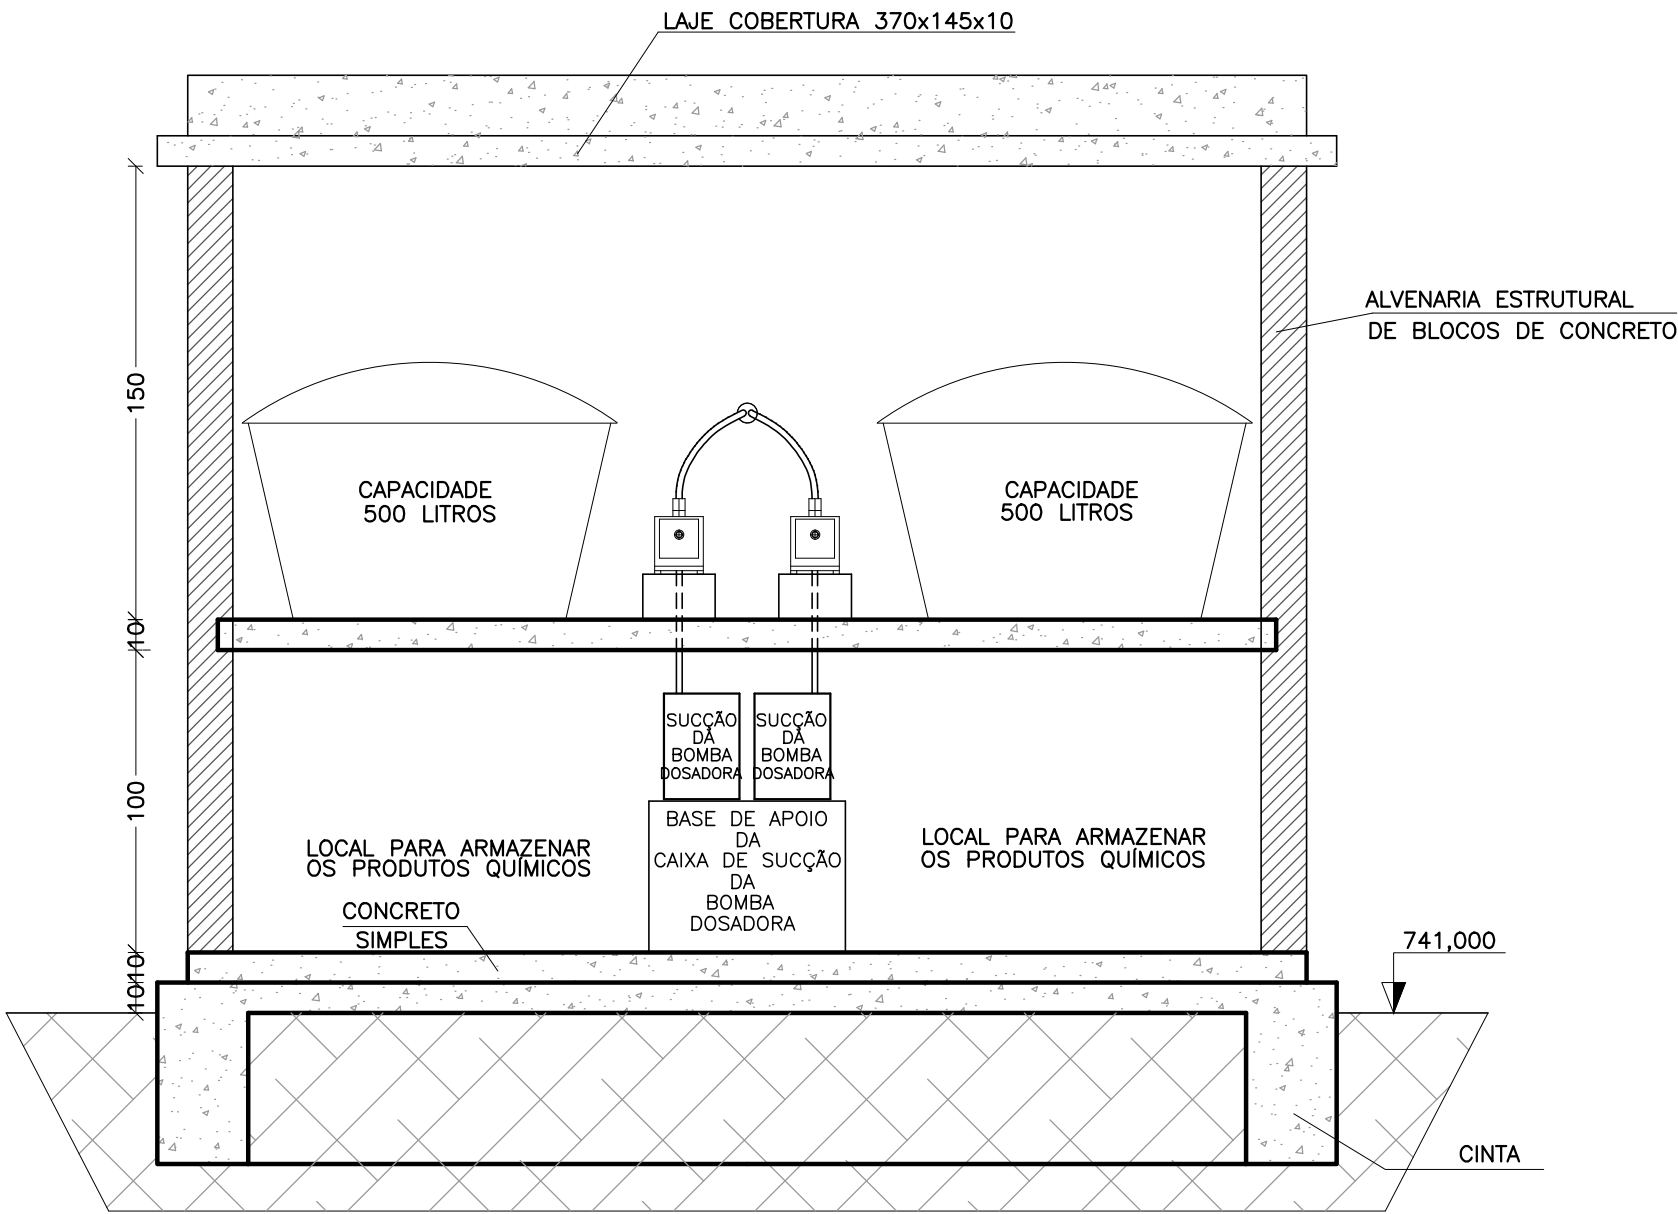 LAJE COBERTURA 370x145x10
ALVENARIA ESTRUTURAL
DE BLOCOS DE CONCRETO
150
CAPACIDADE
500 LITROS
CAPACIDADE
500 LITROS
10
SUCÇÃO
DA
BOMBA
DOSADORA
SUCÇÃO
DA
BOMBA
DOSADORA
100
BASE DE APOIO
DA
CAIXA DE SUCÇÃO
DA
BOMBA
DOSADORA
LOCAL PARA ARMAZENAR
OS PRODUTOS QUÍMICOS
LOCAL PARA ARMAZENAR
OS PRODUTOS QUÍMICOS
CONCRETO
SIMPLES
741,000
10
10
CINTA